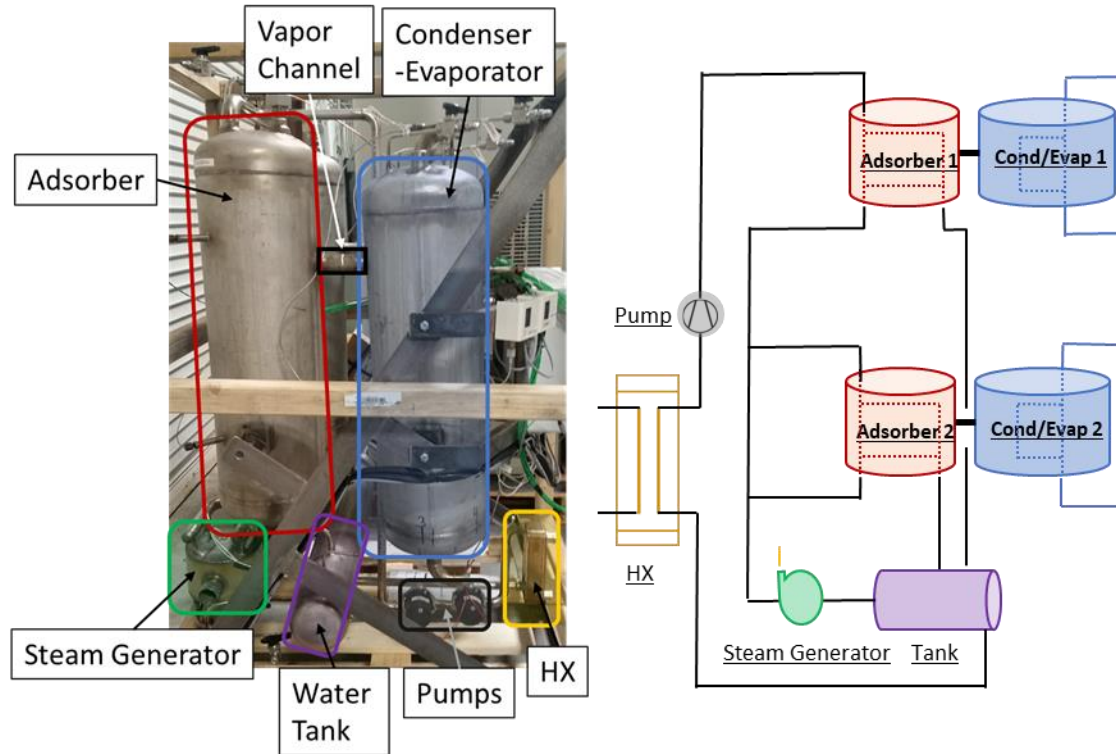 Vapor
Channel
Condenser
-Evaporator
Adsorber
Steam Generator
Water
Tank
Pumps
HX
Adsorber 1
Cond/Evap 1
Pump
Adsorber 2
Cond/Evap 2
HX
Steam Generator
Tank